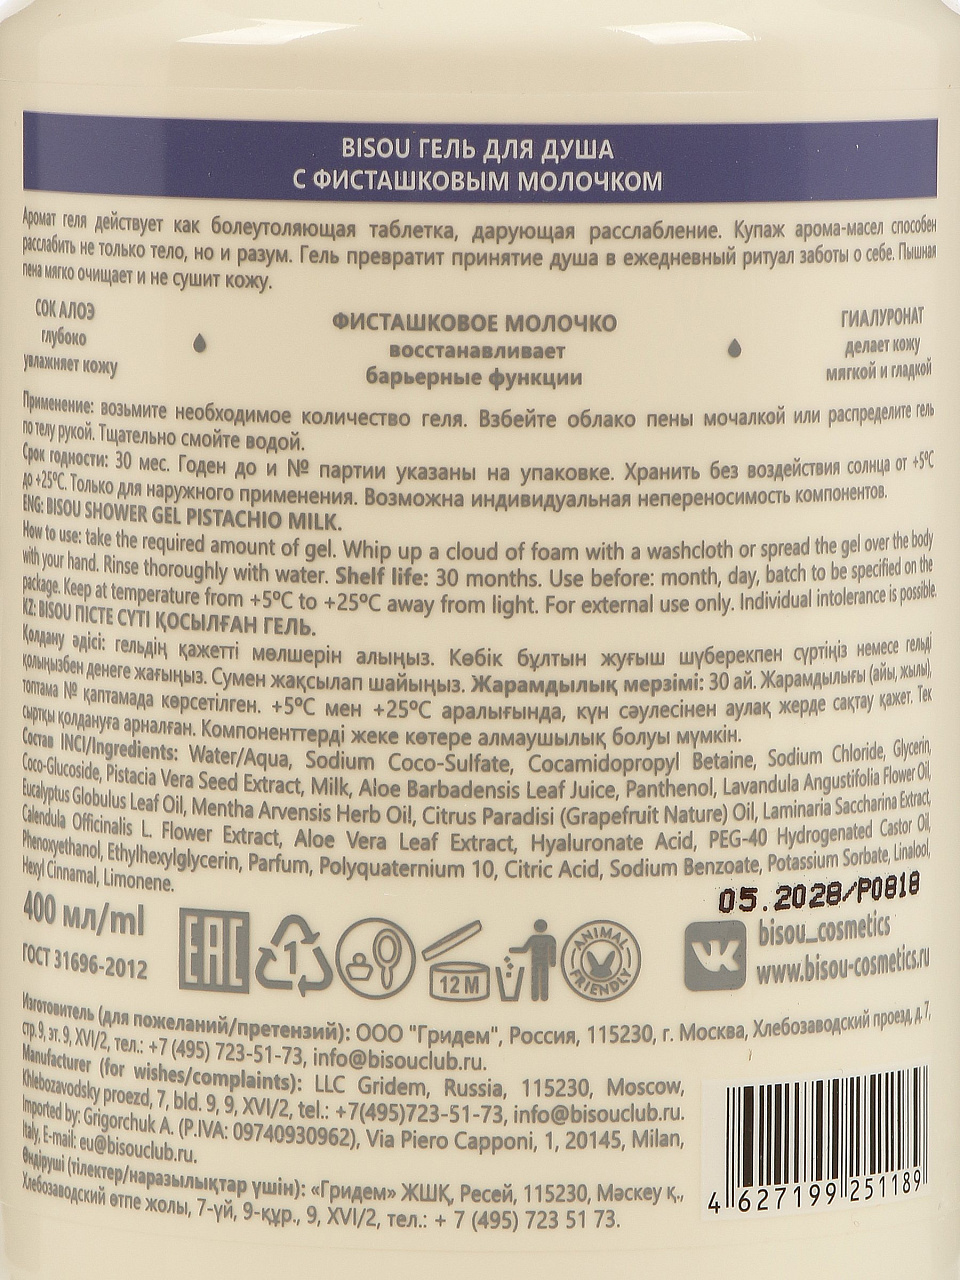 BISOU ГЕЛЬ ДЛЯ ДУША
С ФИСТАШКОВЫМ МОЛОЧКОМ
Аромат геля действует как болеутоляющая таблетка, дарующая расслабление. Купаж арома-масел способен
расслабить не только тело, но и разум. Гель превратит принятие душа в ежедневный ритуал заботы о себе. Пышная
пена мягко очищает и не сушит кожу.
СОК АЛОЭ
глубоко
увлажняет кожу
ФИСТАШКОВОЕ МОЛОЧКО
восстанавливает
барьерные функции
ГИАЛУРОНАТ
делает кожу
мягкой и гладкой
Применение: возьмите необходимое количество геля. Взбейте облако пены мочалкой или распределите гель
по телу рукой. Тщательно смойте водой.
Срок годности: 30 мес. Годен до и № партии указаны на упаковке. Хранить без воздействия солнца от +5ºС
до +25ºС. Только для наружного применения. Возможна индивидуальная непереносимость компонентов.
ENG: BISOU SHOWER GEL PISTACHIO MILK.
How to use: take the required amount of gel. Whip up a cloud of foam with a washcloth or spread the gel over the body
with your hand. Rinse thoroughly with water. Shelf life: 30 months. Use before: month, day, batch to be specified on the
package. Keep at temperature from +5ºC to +25ºC away from light. For external use only. Individual intolerance is possible.
KZ: BISOU ПІСТЕ СҮТІ ҚОСЫЛҒАН ГЕЛЬ.
Қолдану әдісі: гельдің қажетті мөлшерін алыңыз. Көбік бұлтын жуғыш шүберекпен сүртіңіз немесе гельді
қолыңызбен денеге жағыңыз. Сумен жақсылап шайыңыз. Жарамдылық мерзімі: 30 ай. Жарамдылығы (айы, жылы),
топтама № қаптамада көрсетілген. +5ºС мен +25ºС аралығында, күн сәулесінен аулақ жерде сақтау қажет. Тек
сыртқы қолдануға арналған. Компоненттерді жеке көтере алмаушылық болуы мүмкін.
Состав INCI/Ingredients: Water/Aqua, Sodium Coco-Sulfate, Cocamidopropyl Betaine, Sodium Chloride, Glycerin,
Coco-Glucoside, Pistacia Vera Seed Extract, Milk, Aloe Barbadensis Leaf Juice, Panthenol, Lavandula Angustifolia Flower Oil,
Eucalyptus Globulus Leaf Oil, Mentha Arvensis Herb Oil, Citrus Paradisi (Grapefruit Nature) Oil, Laminaria Saccharina Extract,
Calendula Officinalis L. Flower Extract, Aloe Vera Leaf Extract, Hyaluronate Acid, PEG-40 Hydrogenated Castor Oil,
Phenoxyethanol, Ethylhexylglycerin, Parfum, Polyquaternium 10, Citric Acid, Sodium Benzoate, Potassium Sorbate, Linalool,
Hexyl Cinnamal, Limonene.
05.2028/P0818
400 мл/ml
ГОСТ 31696-2012
EAC
1
12 M
ANIMAL
FRIENDLY
bisou_cosmetics
www.bisou-cosmetics.ru
Изготовитель (для пожеланий/претензий): ООО "Гридем", Россия, 115230, г. Москва, Хлебозаводский проезд, д. 7,
стр. 9, эт. 9, XVI/2, тел.: +7 (495) 723-51-73, info@bisouclub.ru.
Manufacturer (for wishes/complaints): LLC Gridem, Russia, 115230, Moscow,
Khlebozavodsky proezd, 7, bld. 9, 9, XVI/2, tel.: +7(495)723-51-73, info@bisouclub.ru.
Imported by: Grigorchuk A. (P.IVA: 09740930962), Via Piero Capponi, 1, 20145, Milan,
Italy, E-mail: eu@bisouclub.ru.
Өндіруші (тілектер/наразылықтар үшін): «Гридем» ЖШҚ, Ресей, 115230, Мәскеу қ.,
Хлебозаводский өтпе жолы, 7-үй, 9-құр., 9, XVI/2, тел.: + 7 (495) 723 51 73.
4 627199 251189